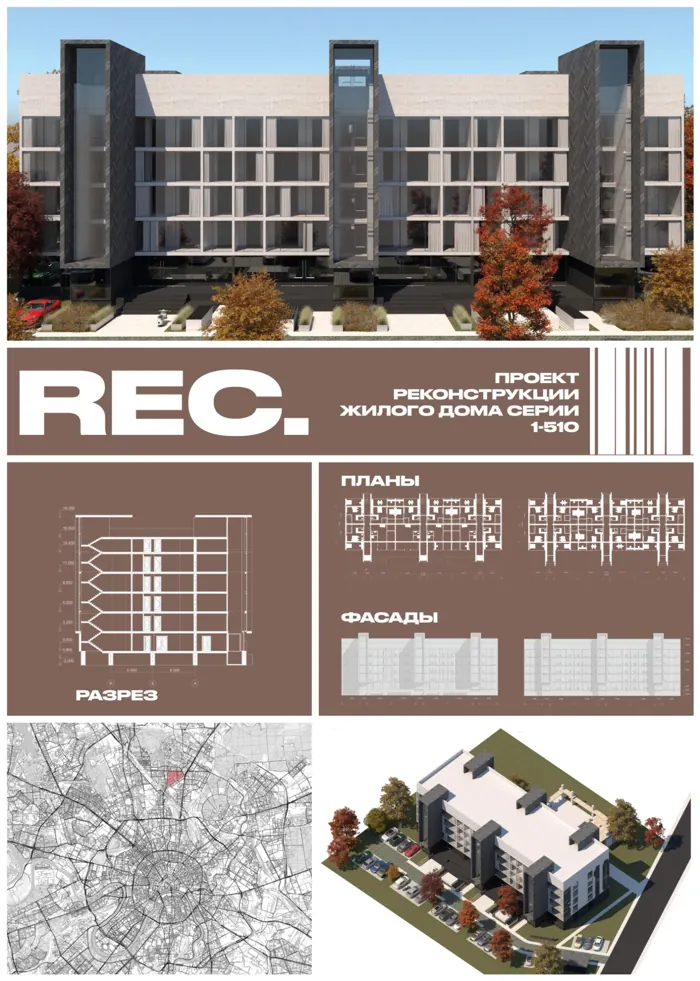 REC.
ПРОЕКТ
РЕКОНСТРУКЦИИ
ЖИЛОГО ДОМА СЕРИИ
1-510
ПЛАНЫ
ФАСАДЫ
РАЗРЕЗ